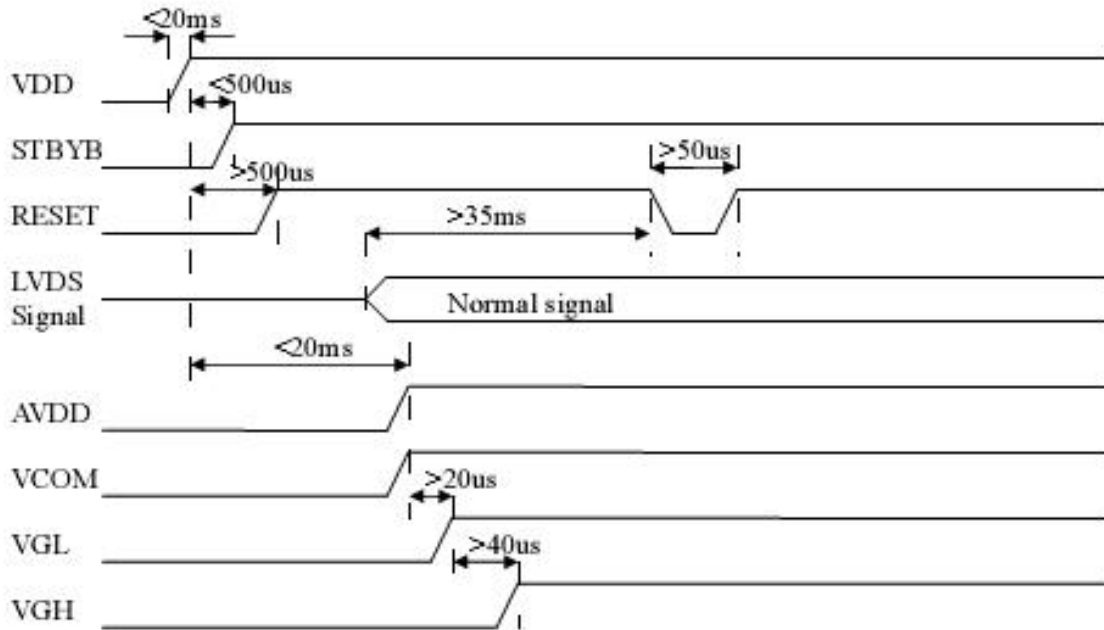 <20ms
VDD
<500us
STBYB
>50us
>500us
RESET
>35ms
LVDS
Signal
Normal signal
<20ms
AVDD
VCOM
>20us
VGL
>40us
VGH